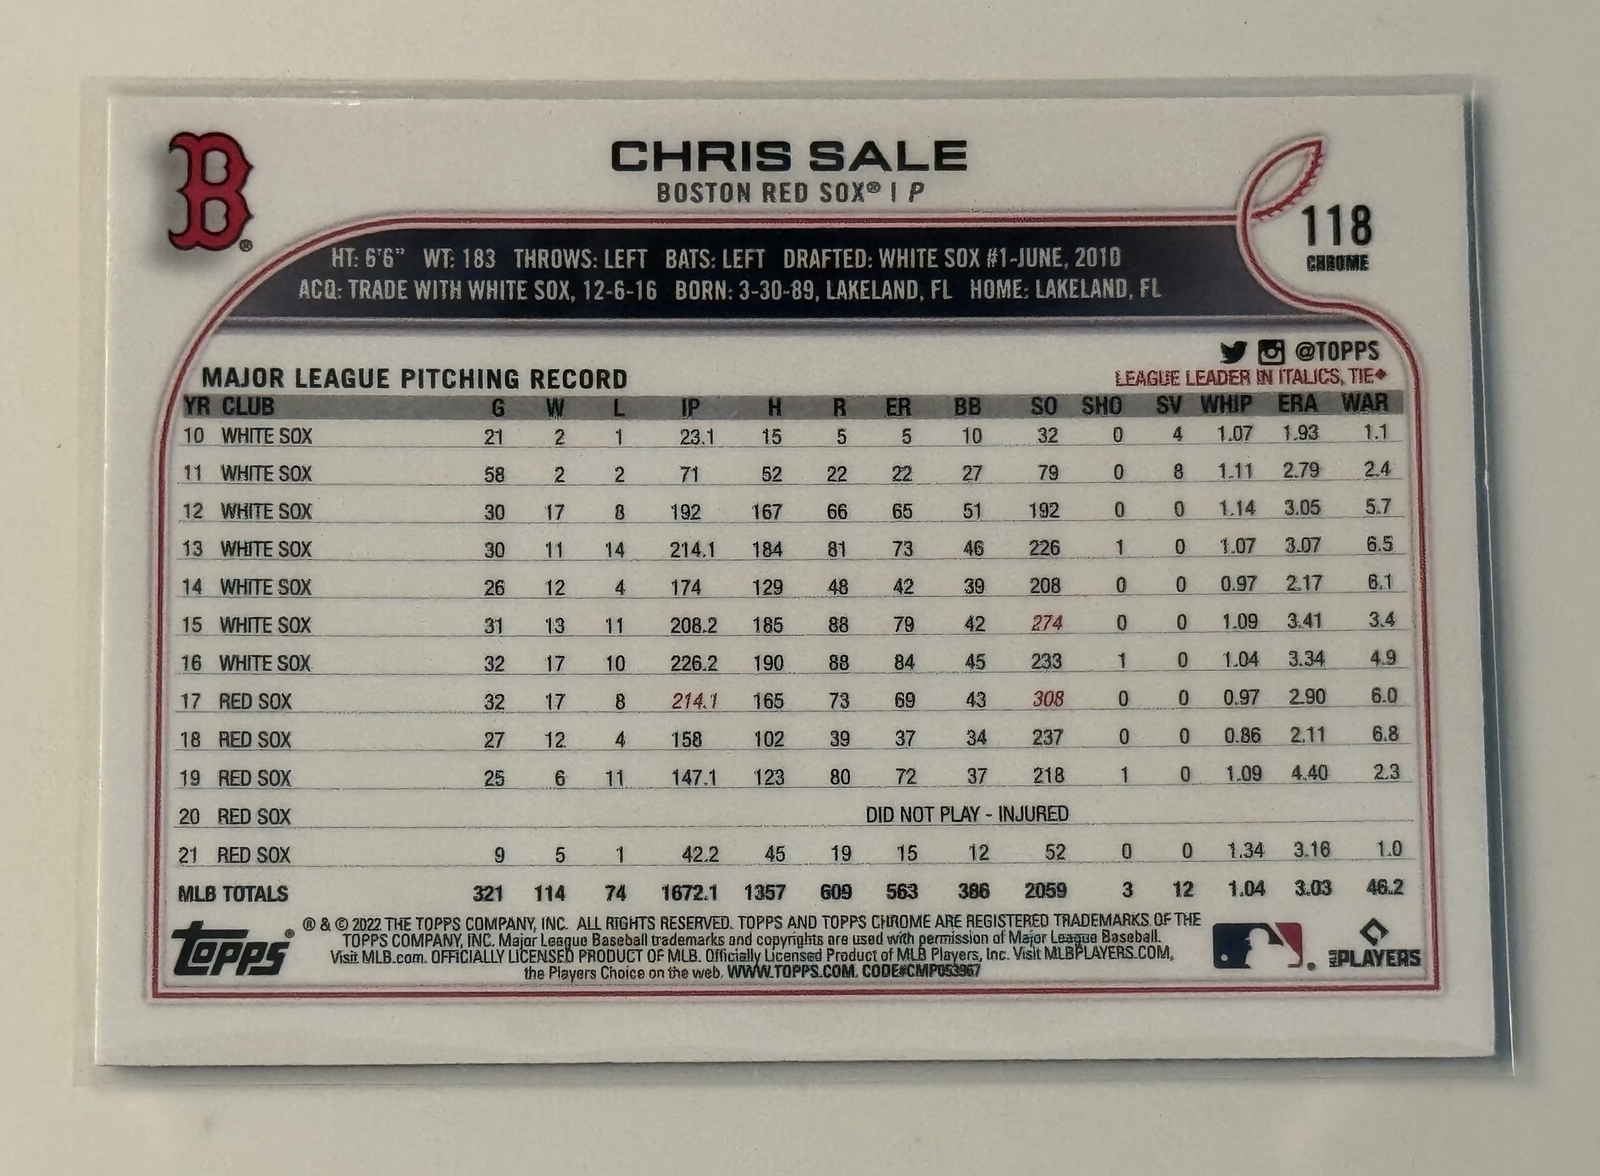 B®
CHRIS SALE
BOSTON RED SOX® | P
118
CHROME
HT: 6'6" WT: 183 THROWS: LEFT BATS: LEFT DRAFTED: WHITE SOX #1-JUNE, 2010
ACQ: TRADE WITH WHITE SOX, 12-6-16 BORN: 3-30-89, LAKELAND, FL HOME: LAKELAND, FL
@TOPPS
MAJOR LEAGUE PITCHING RECORD
LEAGUE LEADER IN ITALICS, TIE♦
YR CLUB G W L IP H R ER BB SO SHO SV WHIP ERA WAR
10 WHITE SOX 21 2 1 23.1 15 5 5 10 32 0 4 1.07 1.93 1.1
11 WHITE SOX 58 2 2 71 52 22 22 27 79 0 8 1.11 2.79 2.4
12 WHITE SOX 30 17 8 192 167 66 65 51 192 0 0 1.14 3.05 5.7
13 WHITE SOX 30 11 14 214.1 184 81 73 46 226 1 0 1.07 3.07 6.5
14 WHITE SOX 26 12 4 174 129 48 42 39 208 0 0 0.97 2.17 6.1
15 WHITE SOX 31 13 11 208.2 185 88 79 42 274 0 0 1.09 3.41 3.4
16 WHITE SOX 32 17 10 226.2 190 88 84 45 233 1 0 1.04 3.34 4.9
17 RED SOX 32 17 8 214.1 165 73 69 43 308 0 0 0.97 2.90 6.0
18 RED SOX 27 12 4 158 102 39 37 34 237 0 0 0.86 2.11 6.8
19 RED SOX 25 6 11 147.1 123 80 72 37 218 1 0 1.09 4.40 2.3
20 RED SOX DID NOT PLAY - INJURED
21 RED SOX 9 5 1 42.2 45 19 15 12 52 0 0 1.34 3.16 1.0
MLB TOTALS 321 114 74 1672.1 1357 609 563 386 2059 3 12 1.04 3.03 46.2
Topps®
® & © 2022 THE TOPPS COMPANY, INC. ALL RIGHTS RESERVED. TOPPS AND TOPPS CHROME ARE REGISTERED TRADEMARKS OF THE
TOPPS COMPANY, INC. Major League Baseball trademarks and copyrights are used with permission of Major League Baseball.
Visit MLB.com. OFFICIALLY LICENSED PRODUCT OF MLB. Officially Licensed Product of MLB Players, Inc. Visit MLBPLAYERS.COM,
the Players Choice on the web. WWW.TOPPS.COM. CODE#CMP053967
MLB PLAYERS